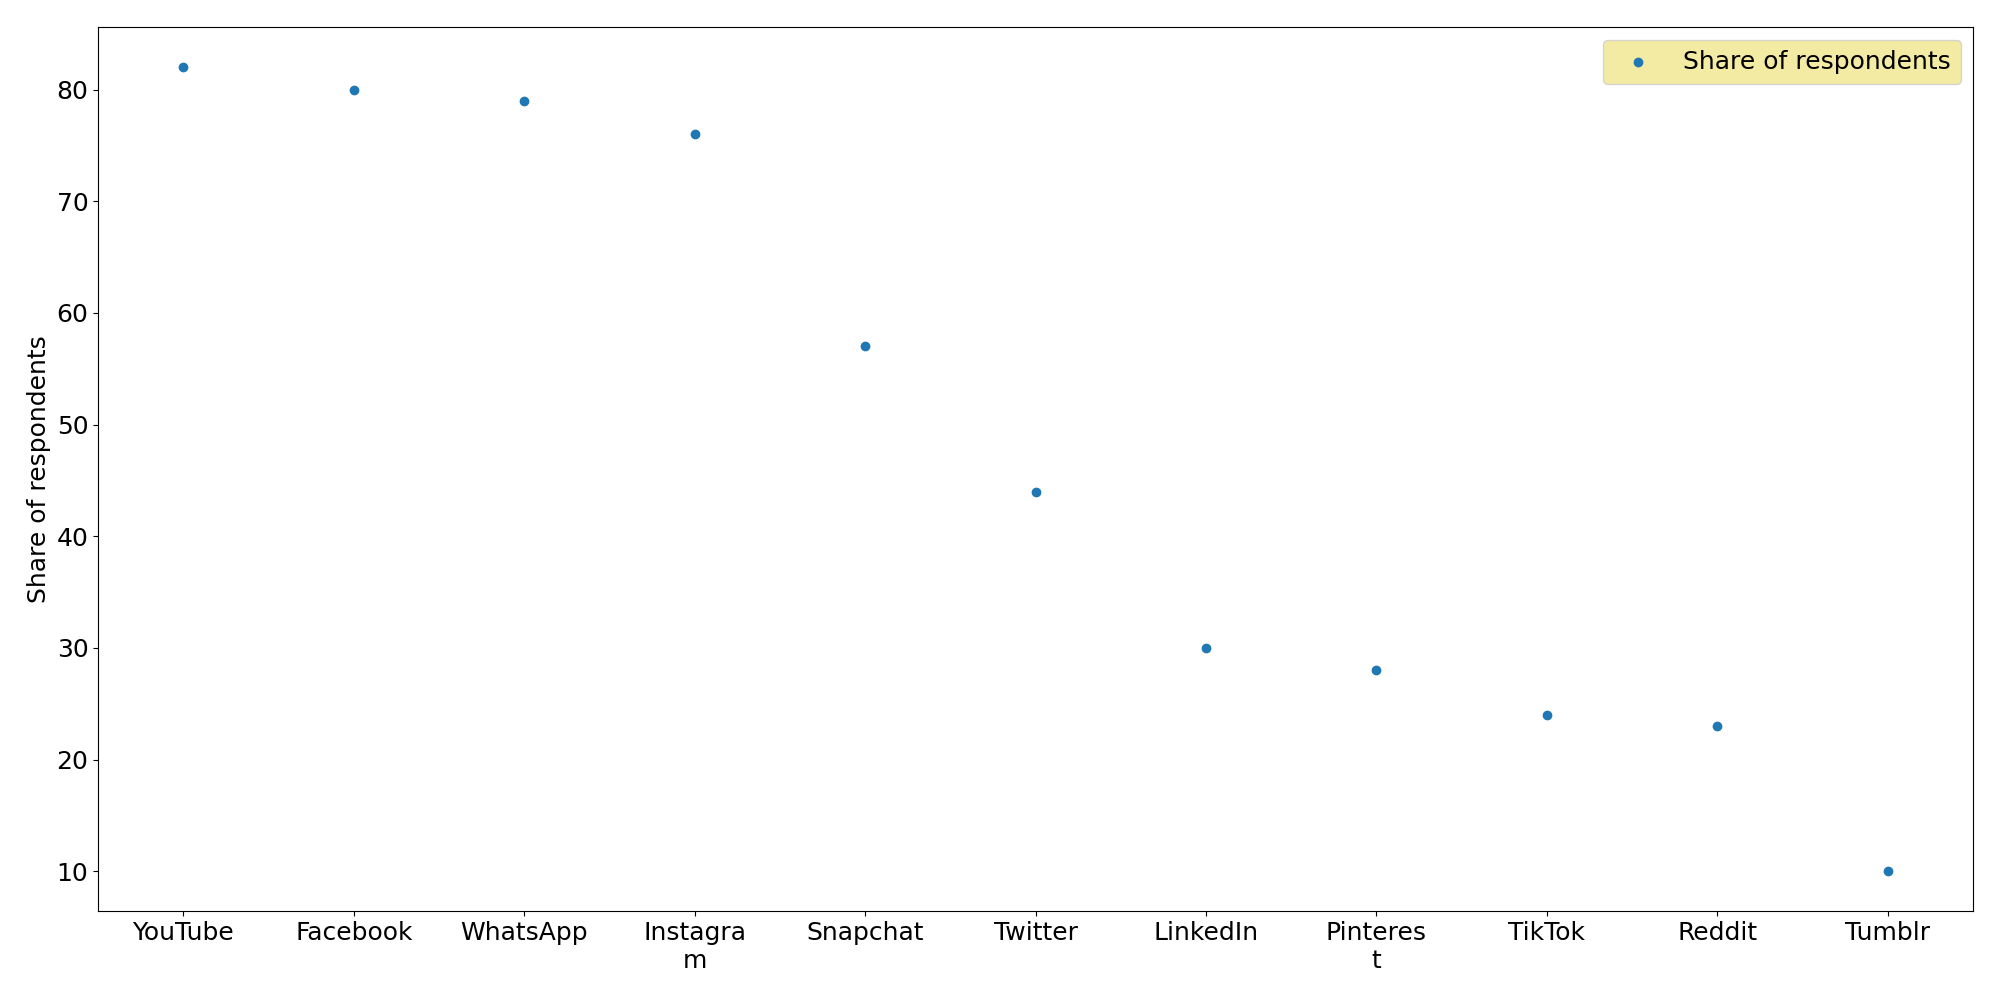 Share of respondents
80
70
60
50
40
30
20
10
Share of respondents
YouTube Facebook WhatsApp Instagra Snapchat Twitter LinkedIn Pinteres TikTok Reddit Tumblr
m t